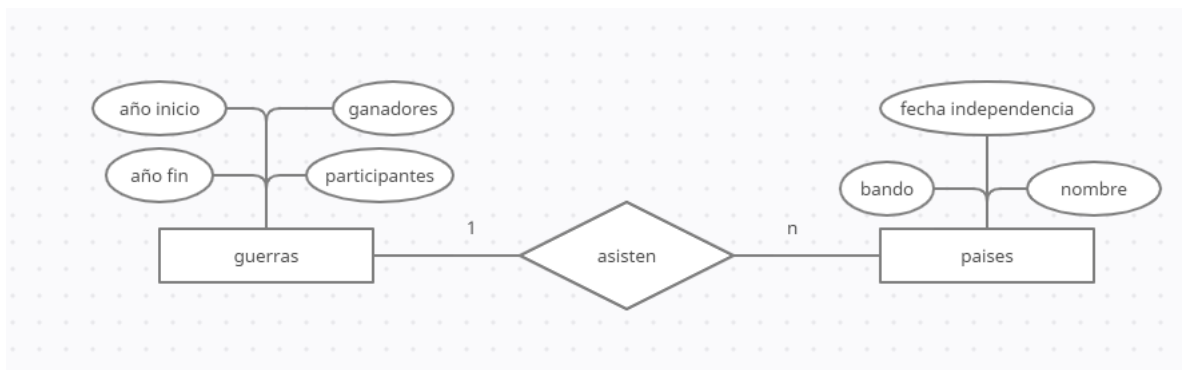 año inicio
ganadores
fecha independencia
año fin
participantes
bando
nombre
1
n
guerras
asisten
paises